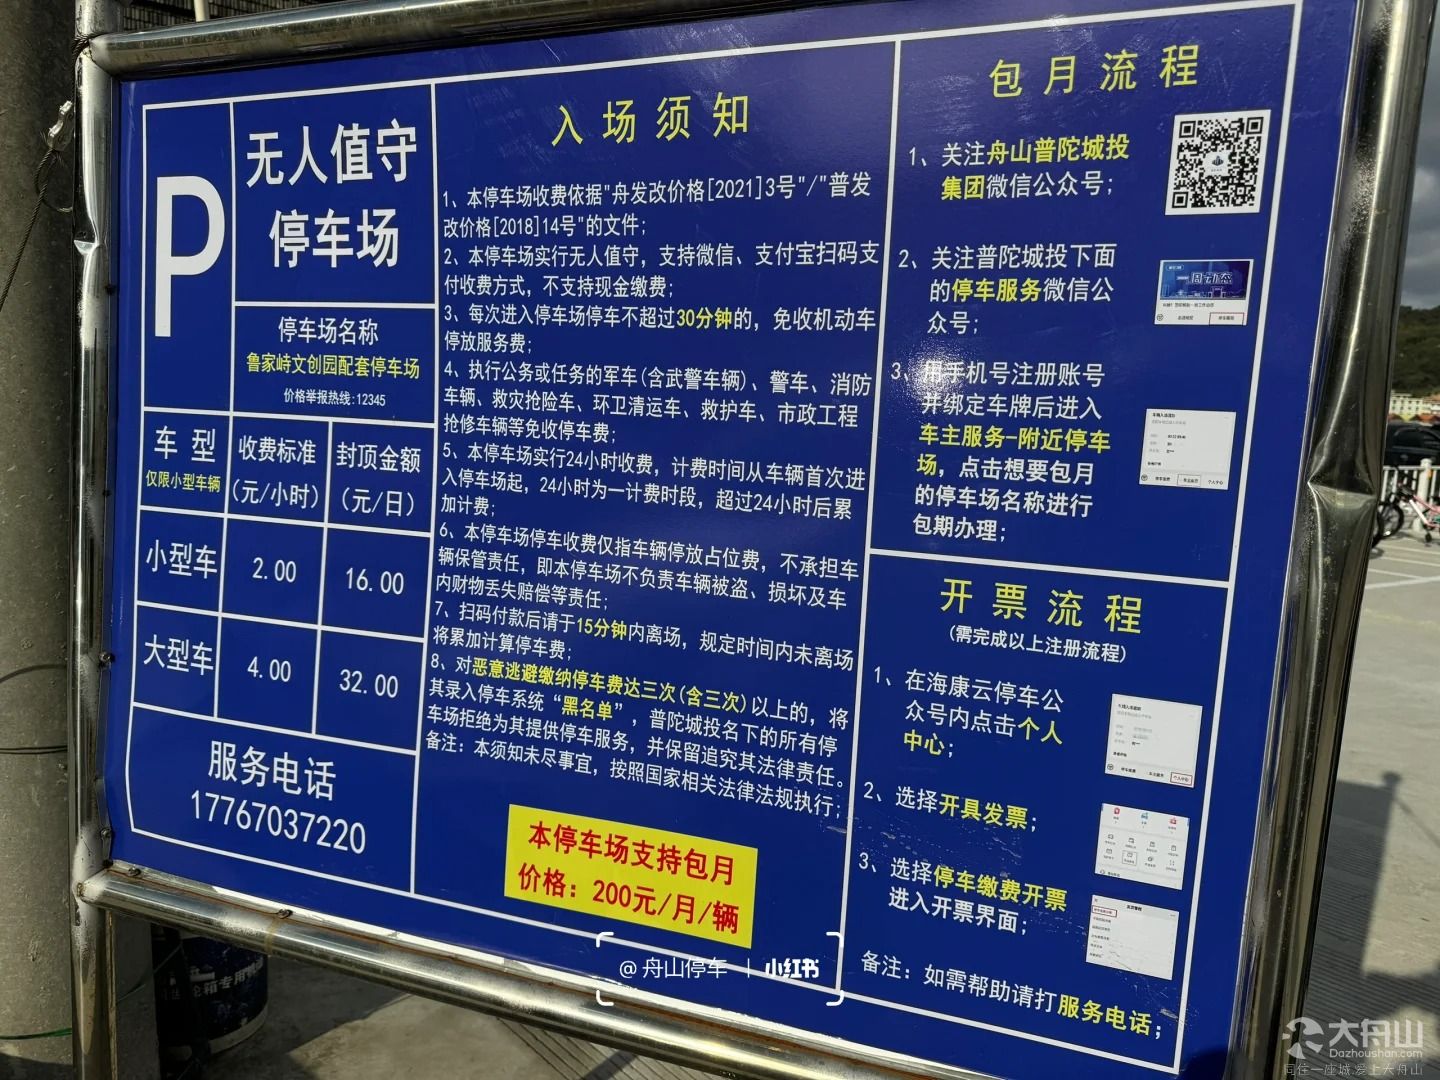 P
无人值守
停车场
停车场名称
鲁家峙文创园配套停车场
价格举报热线:12345
车 型
仅限小型车辆
收费标准
(元/小时)
封顶金额
(元/日)
小型车
2.00
16.00
大型车
4.00
32.00
服务电话
17767037220
入场须知
1、本停车场收费依据"舟发改价格[2021]3号"/"普发
改价格[2018]14号"的文件;
2、本停车场实行无人值守，支持微信、支付宝扫码支
付收费方式，不支持现金缴费;
3、每次进入停车场停车不超过30分钟的，免收机动车
停放服务费;
4、执行公务或任务的军车(含武警车辆)、警车、消防
车辆、救灾抢险车、环卫清运车、救护车、市政工程
抢修车辆等免收停车费;
5、本停车场实行24小时收费，计费时间从车辆首次进
入停车场起，24小时为一计费时段，超过24小时后累
加计费;
6、本停车场停车收费仅指车辆停放占位费，不承担车
辆保管责任，即本停车场不负责车辆被盗、损坏及车
内财物丢失赔偿等责任;
7、扫码付款后请于15分钟内离场，规定时间内未离场
将累加计算停车费;
8、对恶意逃避缴纳停车费达三次(含三次)以上的，将
其录入停车系统“黑名单”，普陀城投名下的所有停
车场拒绝为其提供停车服务，并保留追究其法律责任。
备注：本须知未尽事宜，按照国家相关法律法规执行;
本停车场支持包月
价格：200元/月/辆
包月流程
1、关注舟山普陀城投
集团微信公众号;
2、关注普陀城投下面
的停车服务微信公
众号;
一周动态
3、用手机号注册账号
并绑定车牌后进入
车主服务-附近停车
场，点击想要包月
的停车场名称进行
包期办理;
开票流程
(需完成以上注册流程)
1、在海康云停车公
众号内点击个人
中心;
2、选择开具发票;
3、选择停车缴费开票
进入开票界面;
备注：如需帮助请打服务电话;
@舟山停车 | 小红书
大舟山
Dazhoushan.com
同住一座城.爱上大舟山